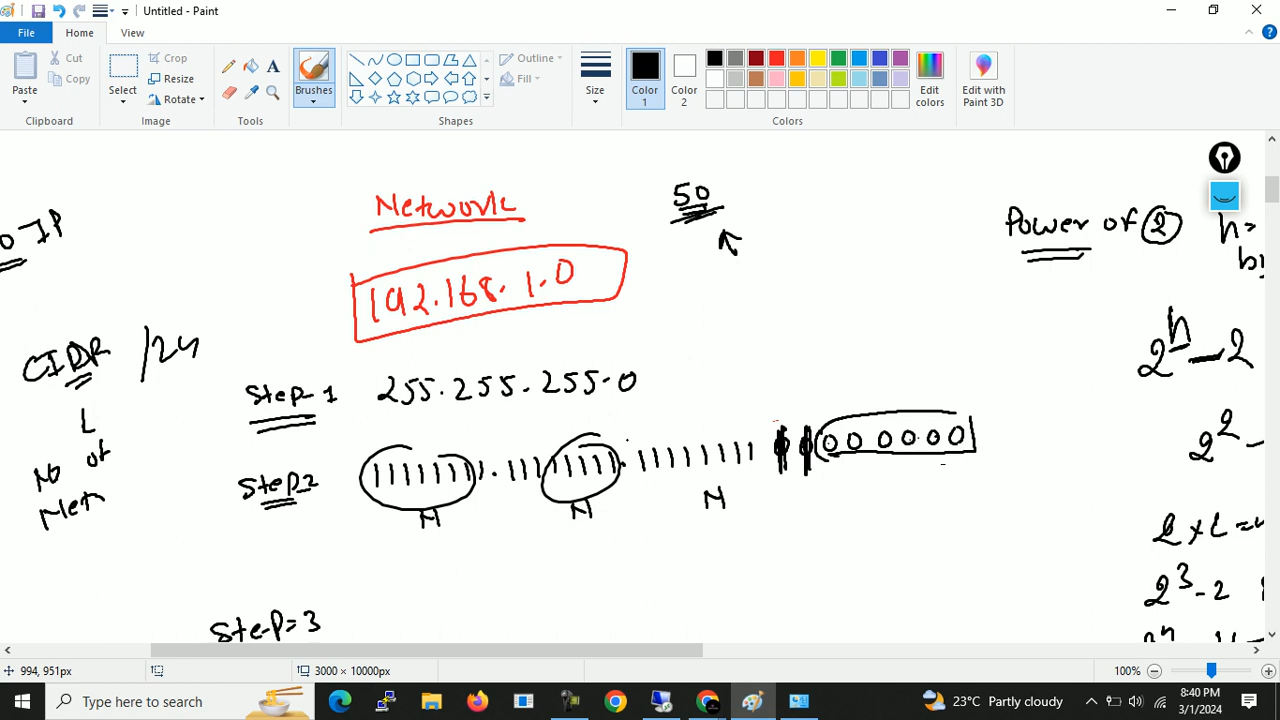 Untitled - Paint
File
Home
View
Paste
Cut
Copy
Clipboard
Select
Crop
Resize
Rotate
Image
A
Tools
Brushes
Shapes
Outline
Fill
Size
Color 1
Color 2
Edit colors
Edit with Paint 3D
Colors
IP
Network
192.168.1.0
50
Power of 2
h=
2^h - 2
CIDR /24
No of
Step-1 255.255.255.0
2^2 -
Step2 11111111.11111111.11111111
000000
N N N
2^3 - 2
Step=3
994, 951px
3000 × 10000px
100%
Type here to search
23°C Partly cloudy
8:40 PM
3/1/2024